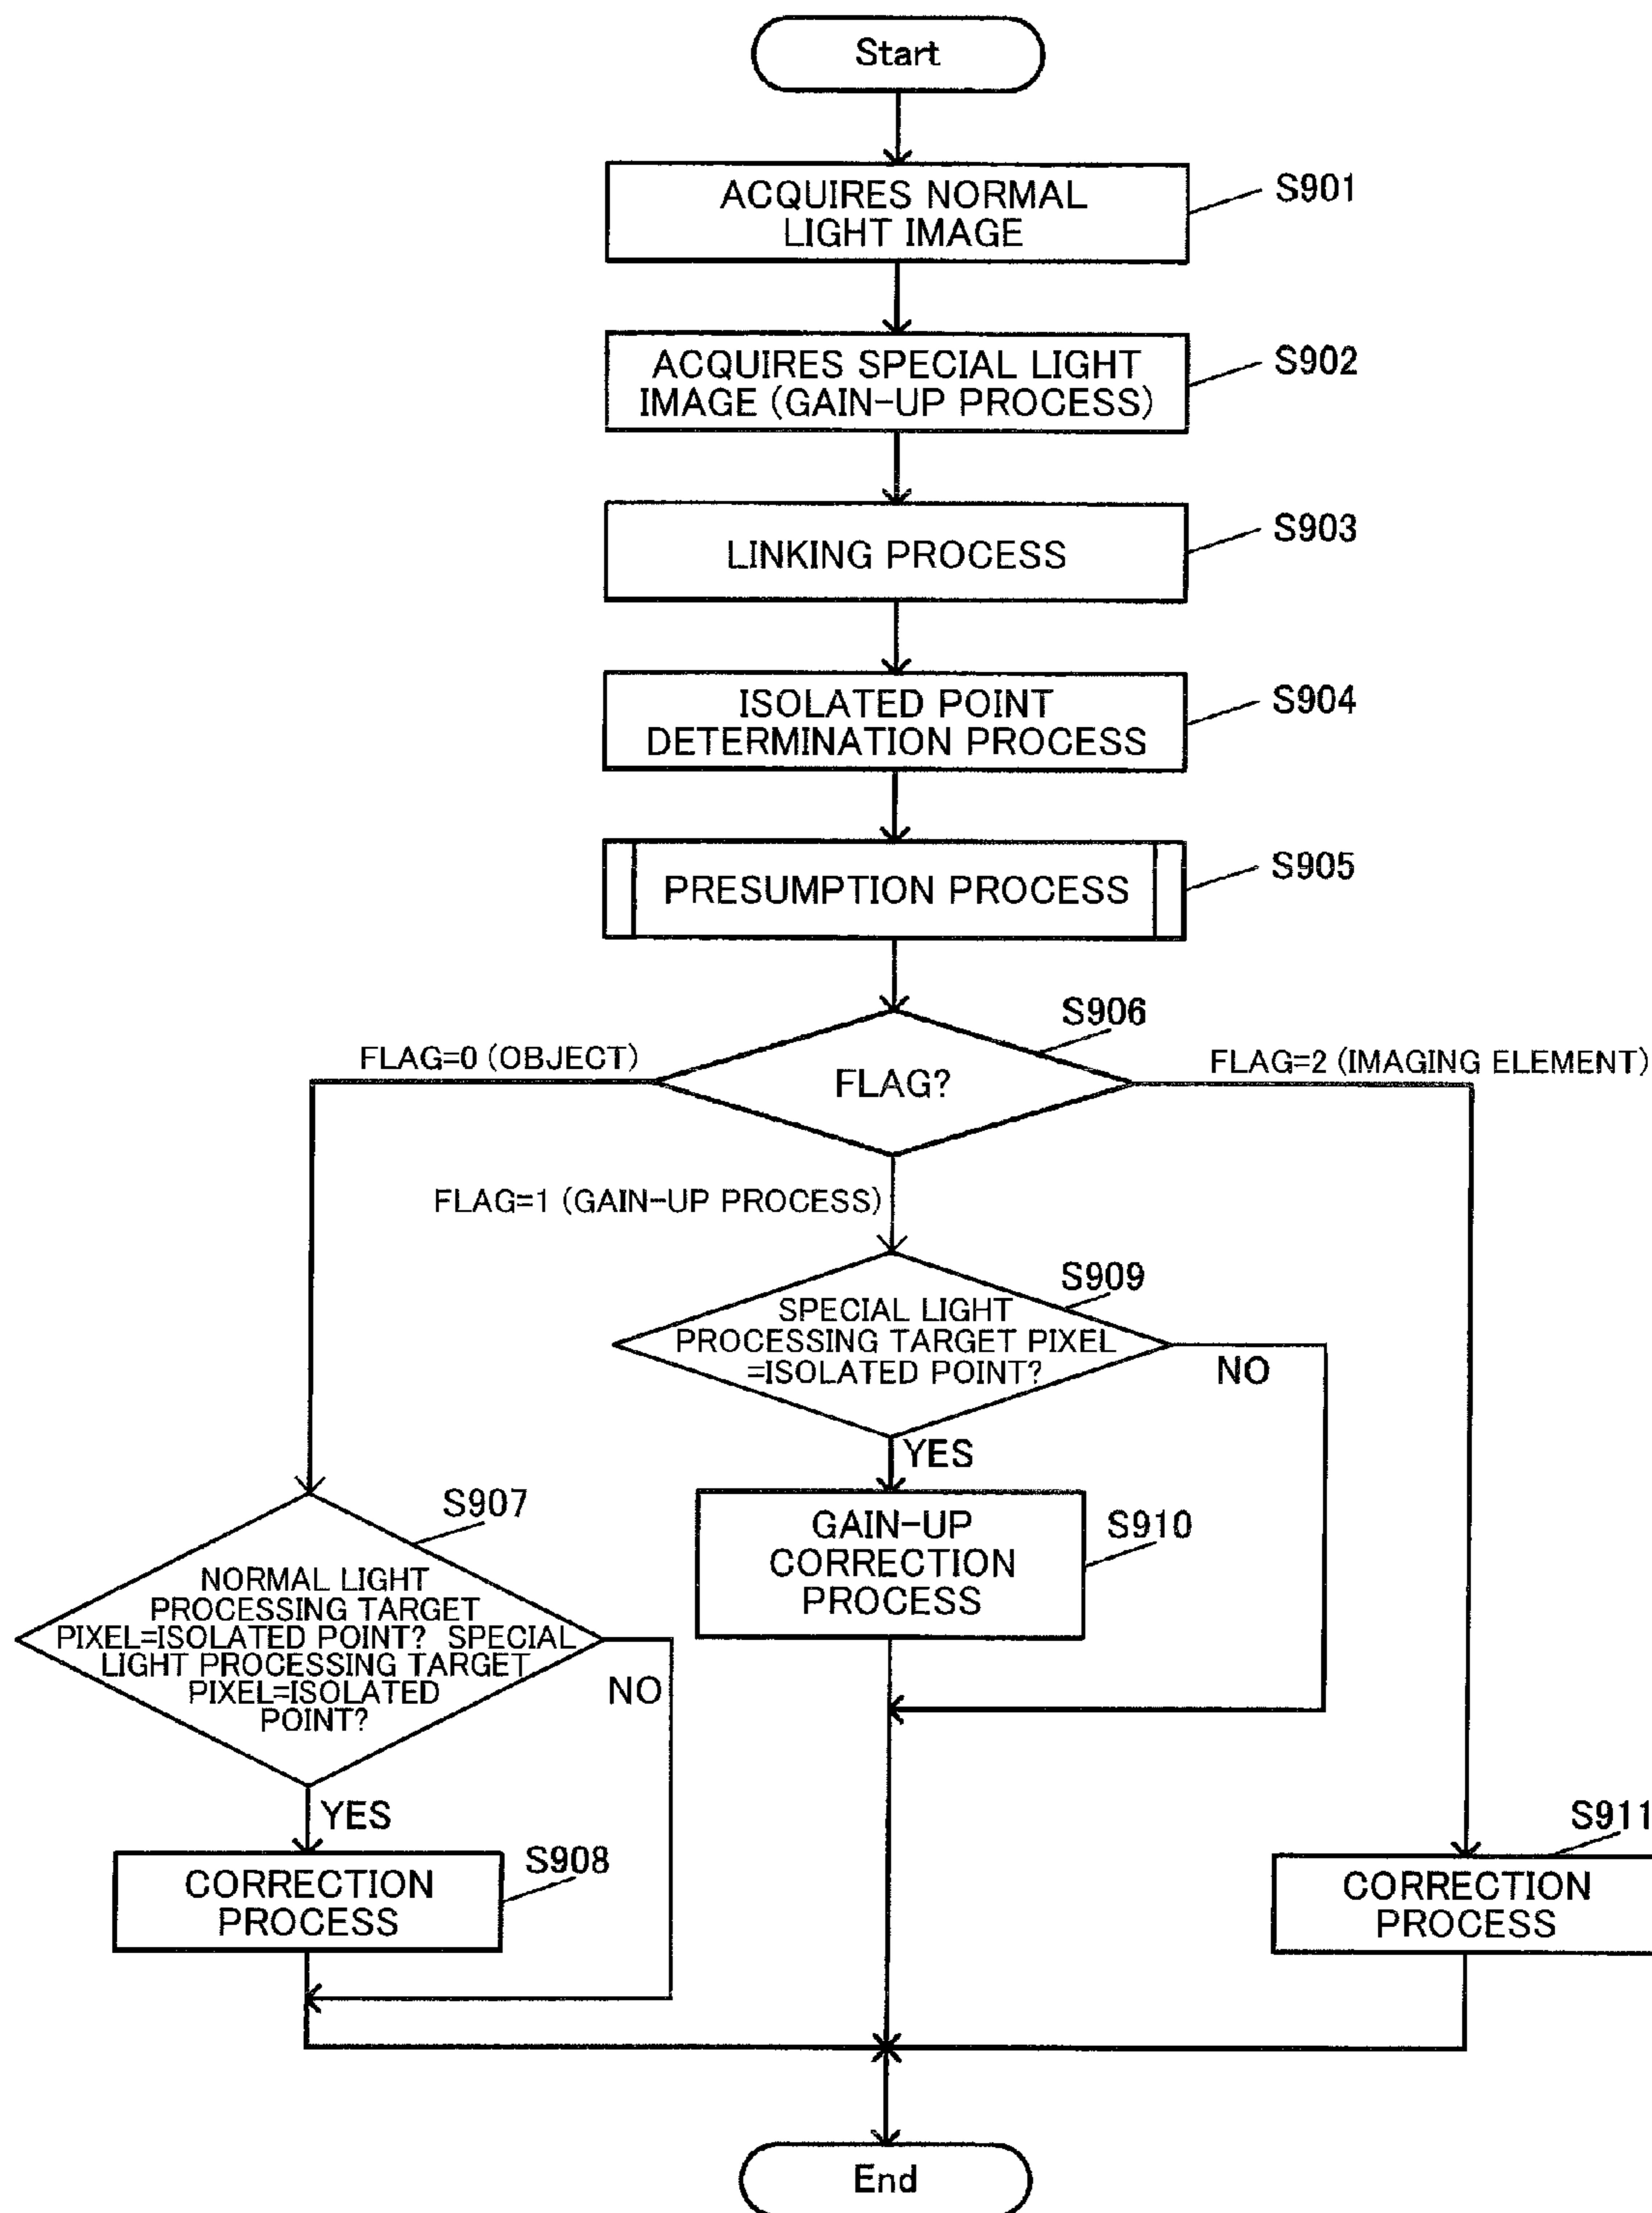 Start
ACQUIRES NORMAL
LIGHT IMAGE
S901
ACQUIRES SPECIAL LIGHT
IMAGE (GAIN-UP PROCESS)
S902
LINKING PROCESS
S903
ISOLATED POINT
DETERMINATION PROCESS
S904
PRESUMPTION PROCESS
S905
S906
FLAG=0 (OBJECT)
FLAG?
FLAG=2 (IMAGING ELEMENT)
FLAG=1 (GAIN-UP PROCESS)
S909
SPECIAL LIGHT
PROCESSING TARGET PIXEL
=ISOLATED POINT?
NO
YES
S907
NORMAL LIGHT
PROCESSING TARGET
PIXEL=ISOLATED POINT? SPECIAL
LIGHT PROCESSING TARGET
PIXEL=ISOLATED
POINT?
NO
GAIN-UP
CORRECTION
PROCESS
S910
YES
CORRECTION
PROCESS
S908
S911
CORRECTION
PROCESS
End